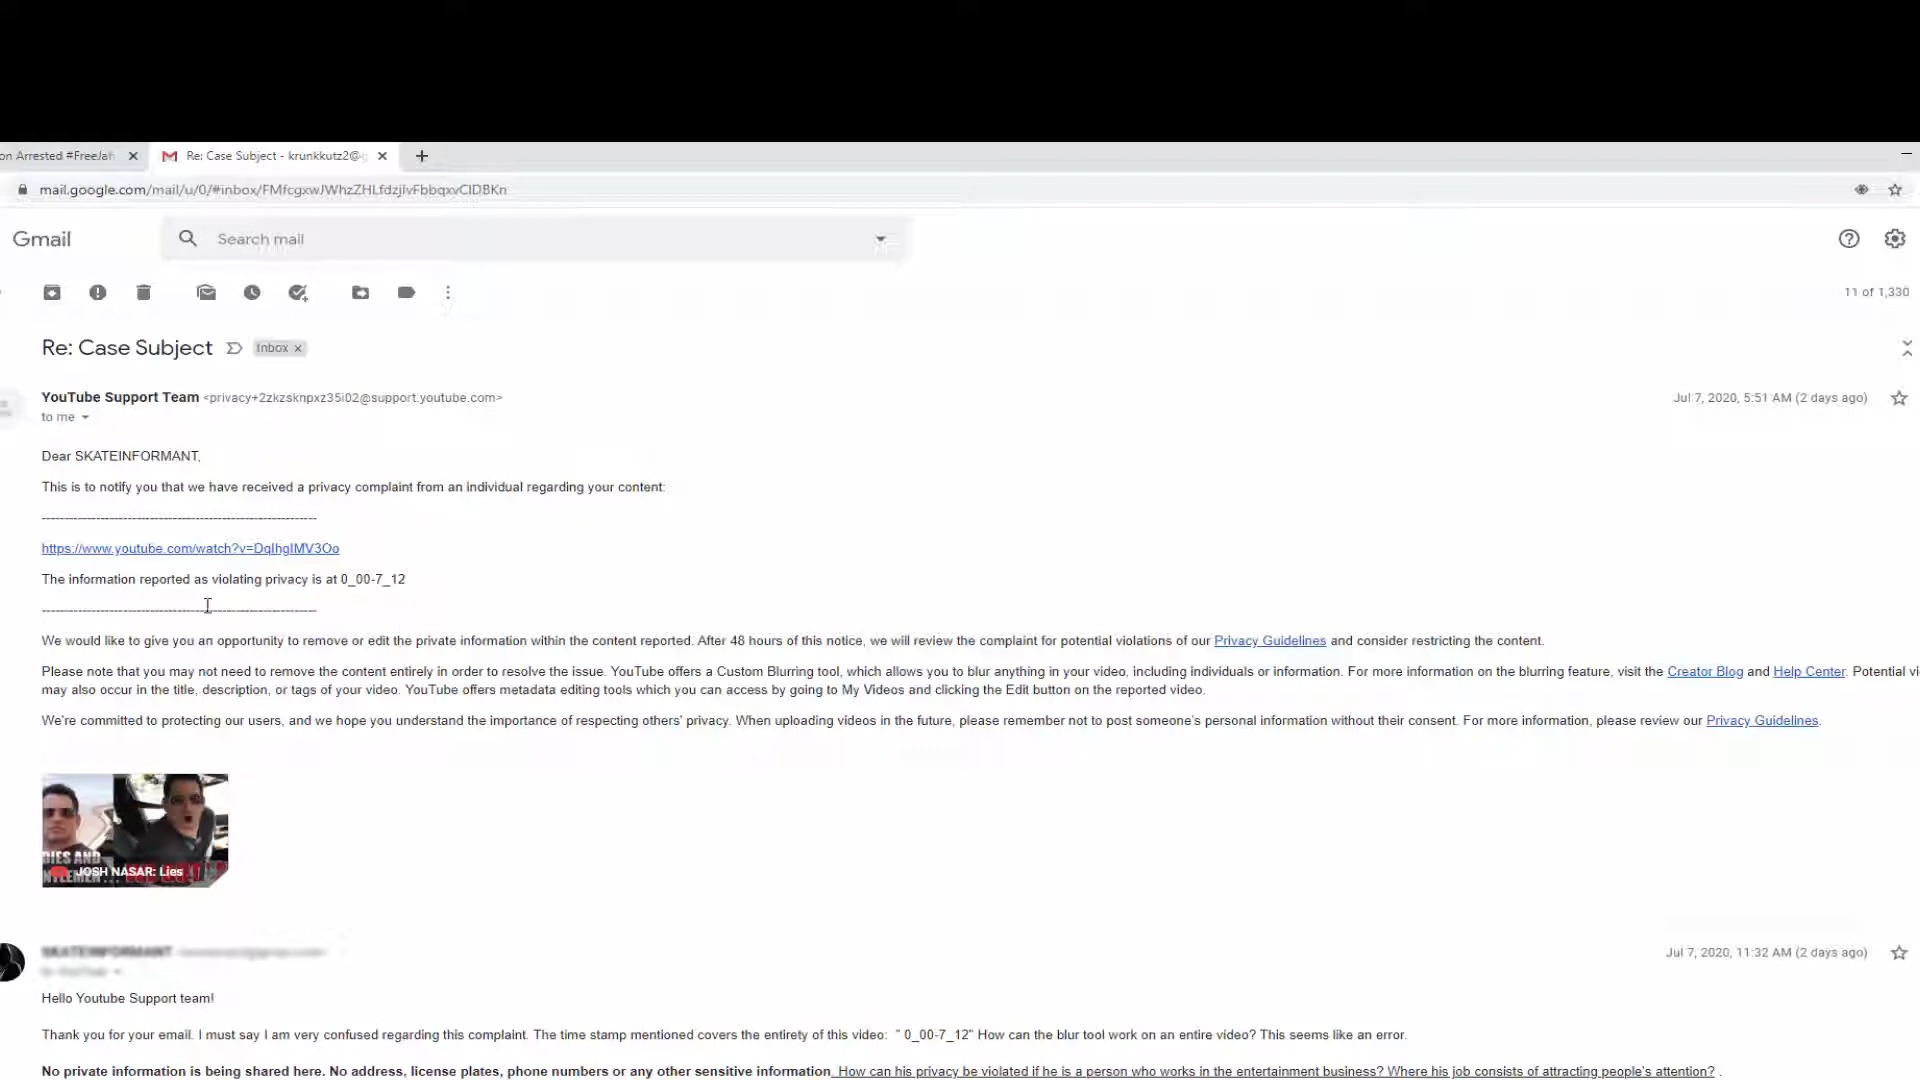 on Arrested #FreeJah
Re: Case Subject - krunkkutz2@g
mail.google.com/mail/u/0/#inbox/FMfcgxwJWhzZHLfdzjlvFbbqxvClDBKn
Gmail
Search mail
11 of 1,330
Re: Case Subject
Inbox x
YouTube Support Team <privacy+2zkzsknpxz35i02@support.youtube.com>
Jul 7, 2020, 5:51 AM (2 days ago)
to me
Dear SKATEINFORMANT,
This is to notify you that we have received a privacy complaint from an individual regarding your content:
https://www.youtube.com/watch?v=DqIhgIMV3Oo
The information reported as violating privacy is at 0_00-7_12
We would like to give you an opportunity to remove or edit the private information within the content reported. After 48 hours of this notice, we will review the complaint for potential violations of our Privacy Guidelines and consider restricting the content.
Please note that you may not need to remove the content entirely in order to resolve the issue. YouTube offers a Custom Blurring tool, which allows you to blur anything in your video, including individuals or information. For more information on the blurring feature, visit the Creator Blog and Help Center. Potential vi
may also occur in the title, description, or tags of your video. YouTube offers metadata editing tools which you can access by going to My Videos and clicking the Edit button on the reported video.
We're committed to protecting our users, and we hope you understand the importance of respecting others' privacy. When uploading videos in the future, please remember not to post someone's personal information without their consent. For more information, please review our Privacy Guidelines.
DIES AND
JOSH NASAR: Lies
Jul 7, 2020, 11:32 AM (2 days ago)
Hello Youtube Support team!
Thank you for your email. I must say I am very confused regarding this complaint. The time stamp mentioned covers the entirety of this video: " 0_00-7_12" How can the blur tool work on an entire video? This seems like an error.
No private information is being shared here. No address, license plates, phone numbers or any other sensitive information. How can his privacy be violated if he is a person who works in the entertainment business? Where his job consists of attracting people's attention? .